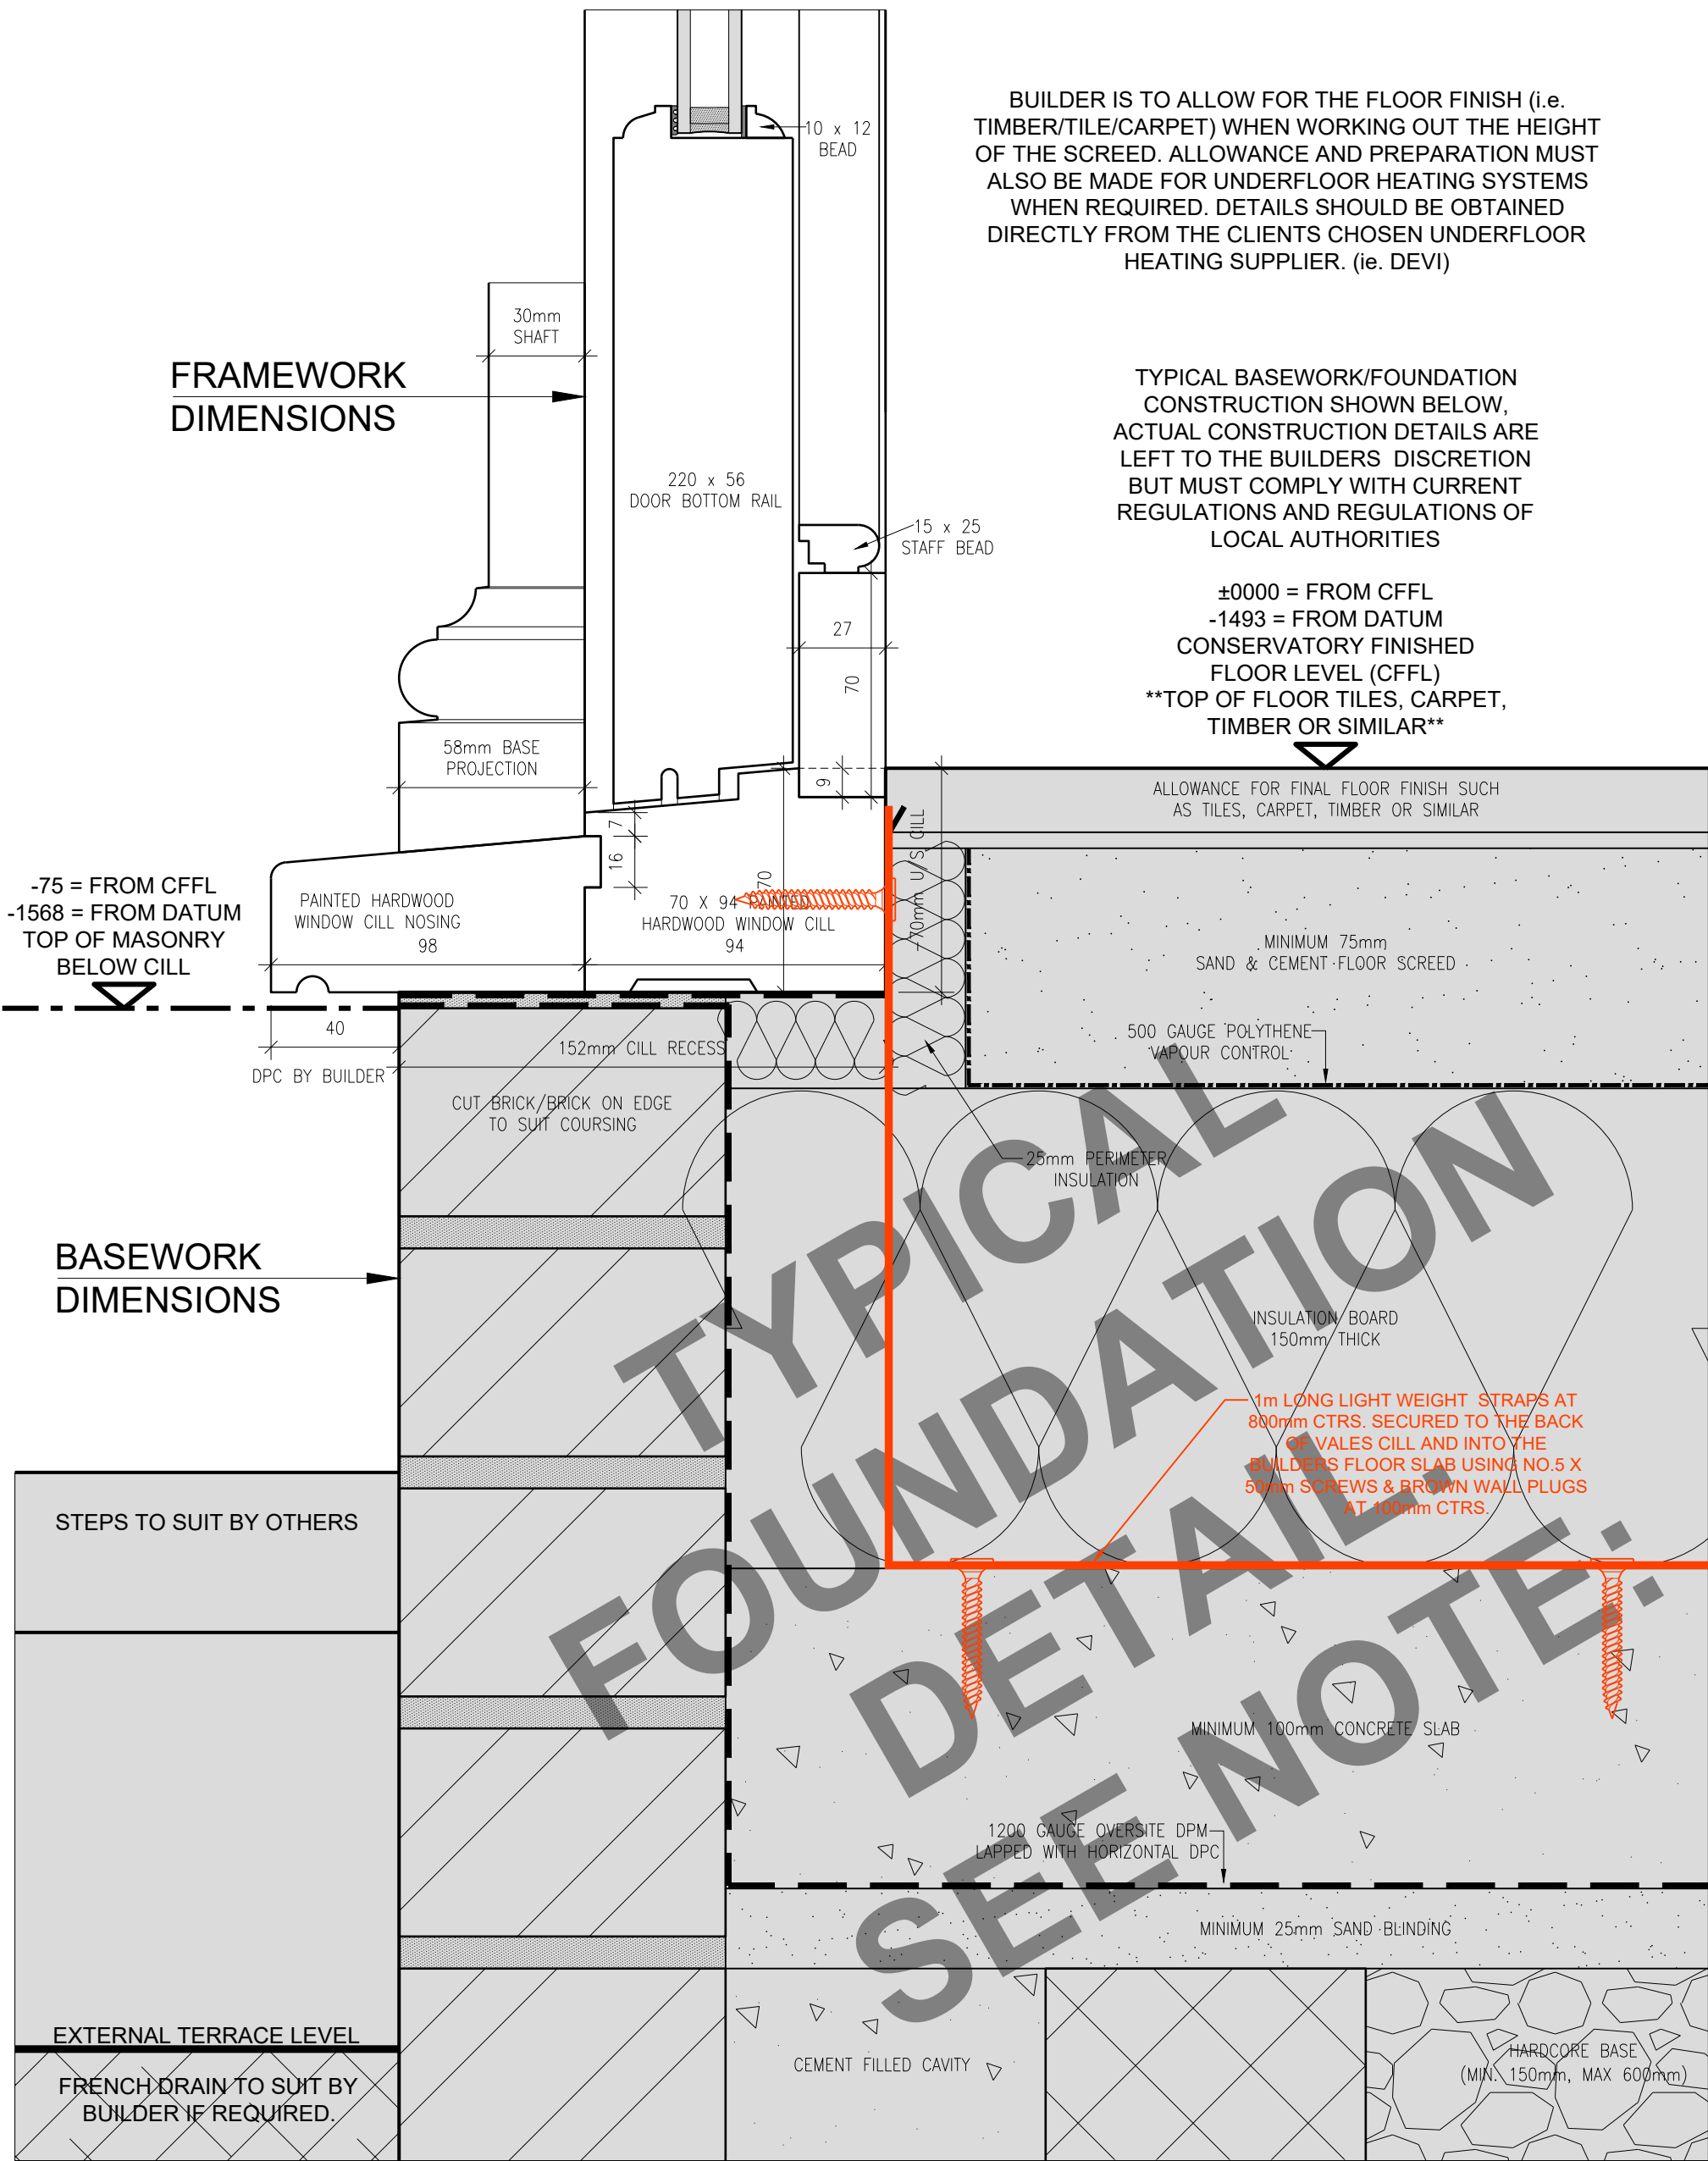 BUILDER IS TO ALLOW FOR THE FLOOR FINISH (i.e.
TIMBER/TILE/CARPET) WHEN WORKING OUT THE HEIGHT
OF THE SCREED. ALLOWANCE AND PREPARATION MUST
ALSO BE MADE FOR UNDERFLOOR HEATING SYSTEMS
WHEN REQUIRED. DETAILS SHOULD BE OBTAINED
DIRECTLY FROM THE CLIENTS CHOSEN UNDERFLOOR
HEATING SUPPLIER. (ie. DEVI)
10 x 12
BEAD
30mm
SHAFT
FRAMEWORK
DIMENSIONS
TYPICAL BASEWORK/FOUNDATION
CONSTRUCTION SHOWN BELOW,
ACTUAL CONSTRUCTION DETAILS ARE
LEFT TO THE BUILDERS DISCRETION
BUT MUST COMPLY WITH CURRENT
REGULATIONS AND REGULATIONS OF
LOCAL AUTHORITIES
220 x 56
DOOR BOTTOM RAIL
15 x 25
STAFF BEAD
±0000 = FROM CFFL
-1493 = FROM DATUM
CONSERVATORY FINISHED
FLOOR LEVEL (CFFL)
**TOP OF FLOOR TILES, CARPET,
TIMBER OR SIMILAR**
27
70
9
58mm BASE
PROJECTION
ALLOWANCE FOR FINAL FLOOR FINISH SUCH
AS TILES, CARPET, TIMBER OR SIMILAR
7
16
70
70mm U/S CILL
-75 = FROM CFFL
-1568 = FROM DATUM
TOP OF MASONRY
BELOW CILL
PAINTED HARDWOOD
WINDOW CILL NOSING
98
70 X 94 PAINTED
HARDWOOD WINDOW CILL
94
MINIMUM 75mm
SAND & CEMENT FLOOR SCREED
40
DPC BY BUILDER
152mm CILL RECESS
500 GAUGE POLYTHENE
VAPOUR CONTROL
CUT BRICK/BRICK ON EDGE
TO SUIT COURSING
25mm PERIMETER
INSULATION
BASEWORK
DIMENSIONS
INSULATION BOARD
150mm THICK
1m LONG LIGHT WEIGHT STRAPS AT
800mm CTRS. SECURED TO THE BACK
OF VALES CILL AND INTO THE
BUILDERS FLOOR SLAB USING NO.5 X
50mm SCREWS & BROWN WALL PLUGS
AT 100mm CTRS.
TYPICAL
FOUNDATION
DETAIL.
SEE NOTE:
STEPS TO SUIT BY OTHERS
MINIMUM 100mm CONCRETE SLAB
1200 GAUGE OVERSITE DPM
LAPPED WITH HORIZONTAL DPC
MINIMUM 25mm SAND BLINDING
EXTERNAL TERRACE LEVEL
FRENCH DRAIN TO SUIT BY
BUILDER IF REQUIRED.
CEMENT FILLED CAVITY
HARDCORE BASE
(MIN. 150mm, MAX 600mm)